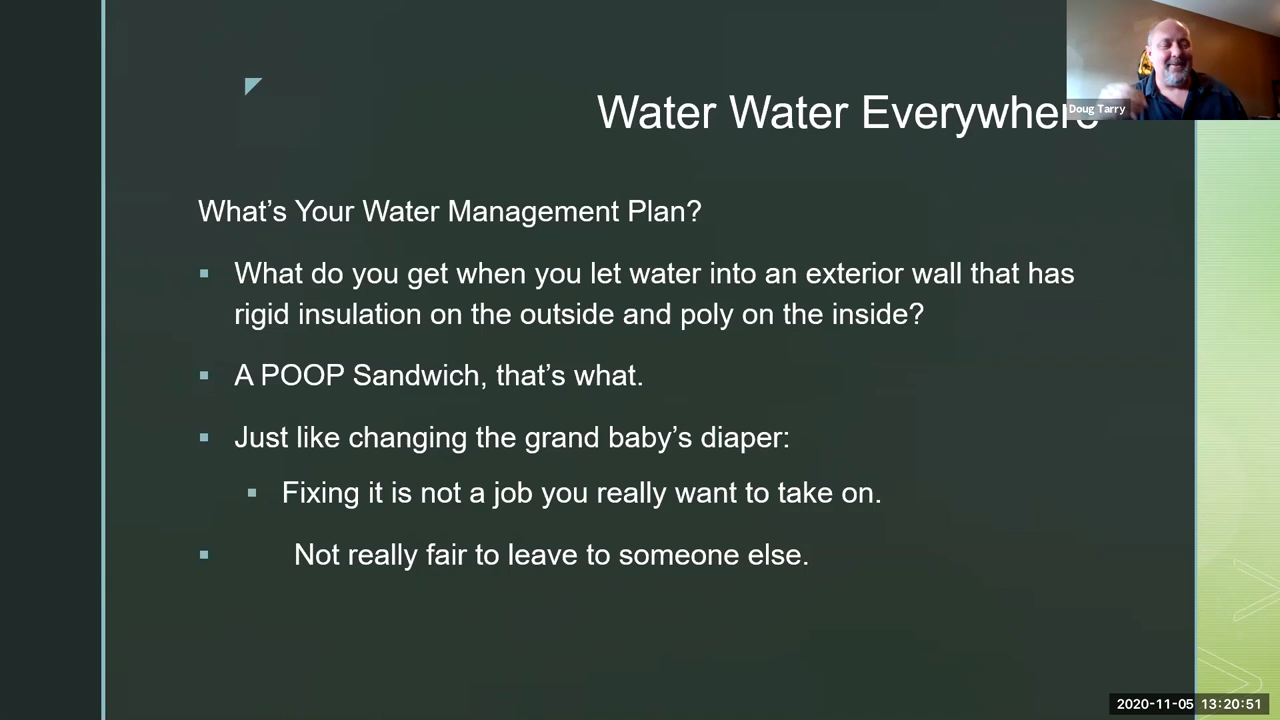 Water Water Everywhere
Doug Tarry
What’s Your Water Management Plan?
What do you get when you let water into an exterior wall that has
rigid insulation on the outside and poly on the inside?
A POOP Sandwich, that’s what.
Just like changing the grand baby’s diaper:
Fixing it is not a job you really want to take on.
Not really fair to leave to someone else.
2020-11-05 13:20:51